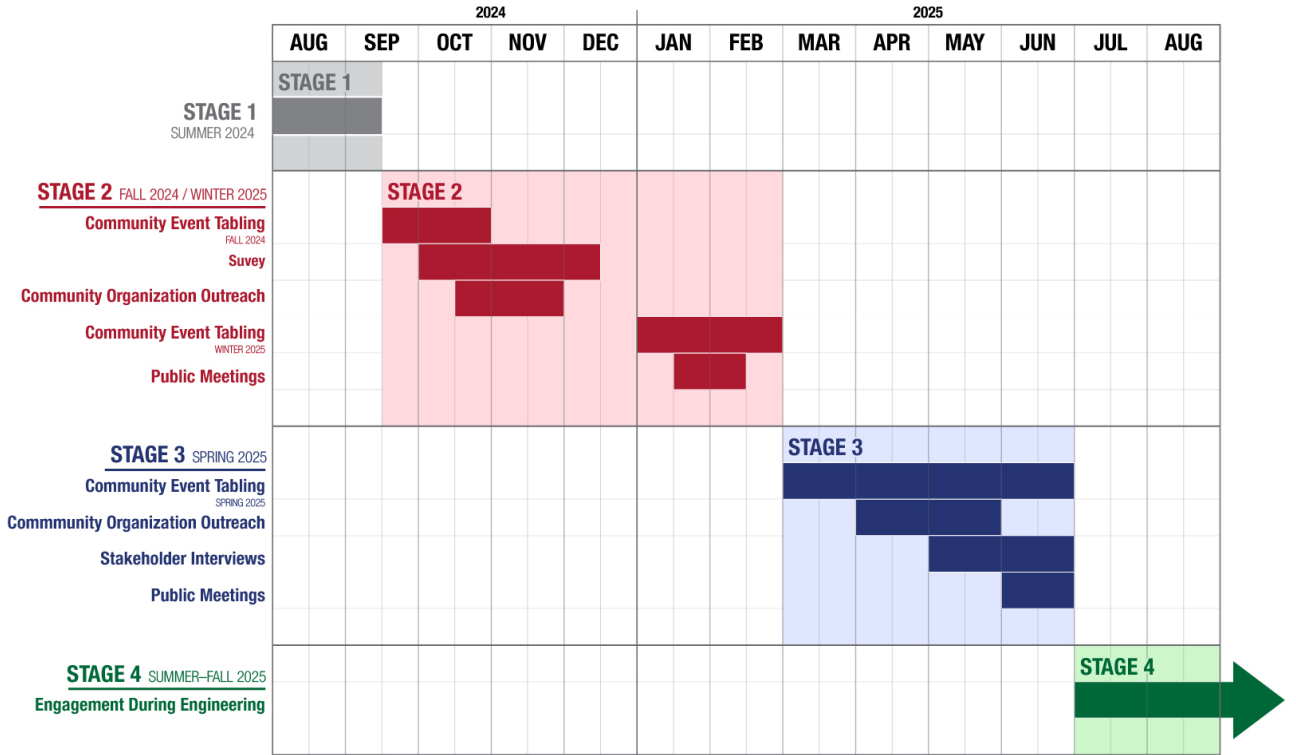 2024 2025
AUG SEP OCT NOV DEC JAN FEB MAR APR MAY JUN JUL AUG
STAGE 1
STAGE 1
SUMMER 2024
STAGE 2 FALL 2024 / WINTER 2025
STAGE 2
Community Event Tabling
FALL 2024
Suvey
Community Organization Outreach
Community Event Tabling
WINTER 2025
Public Meetings
STAGE 3 SPRING 2025
STAGE 3
Community Event Tabling
SPRING 2025
Commmunity Organization Outreach
Stakeholder Interviews
Public Meetings
STAGE 4 SUMMER–FALL 2025
STAGE 4
Engagement During Engineering